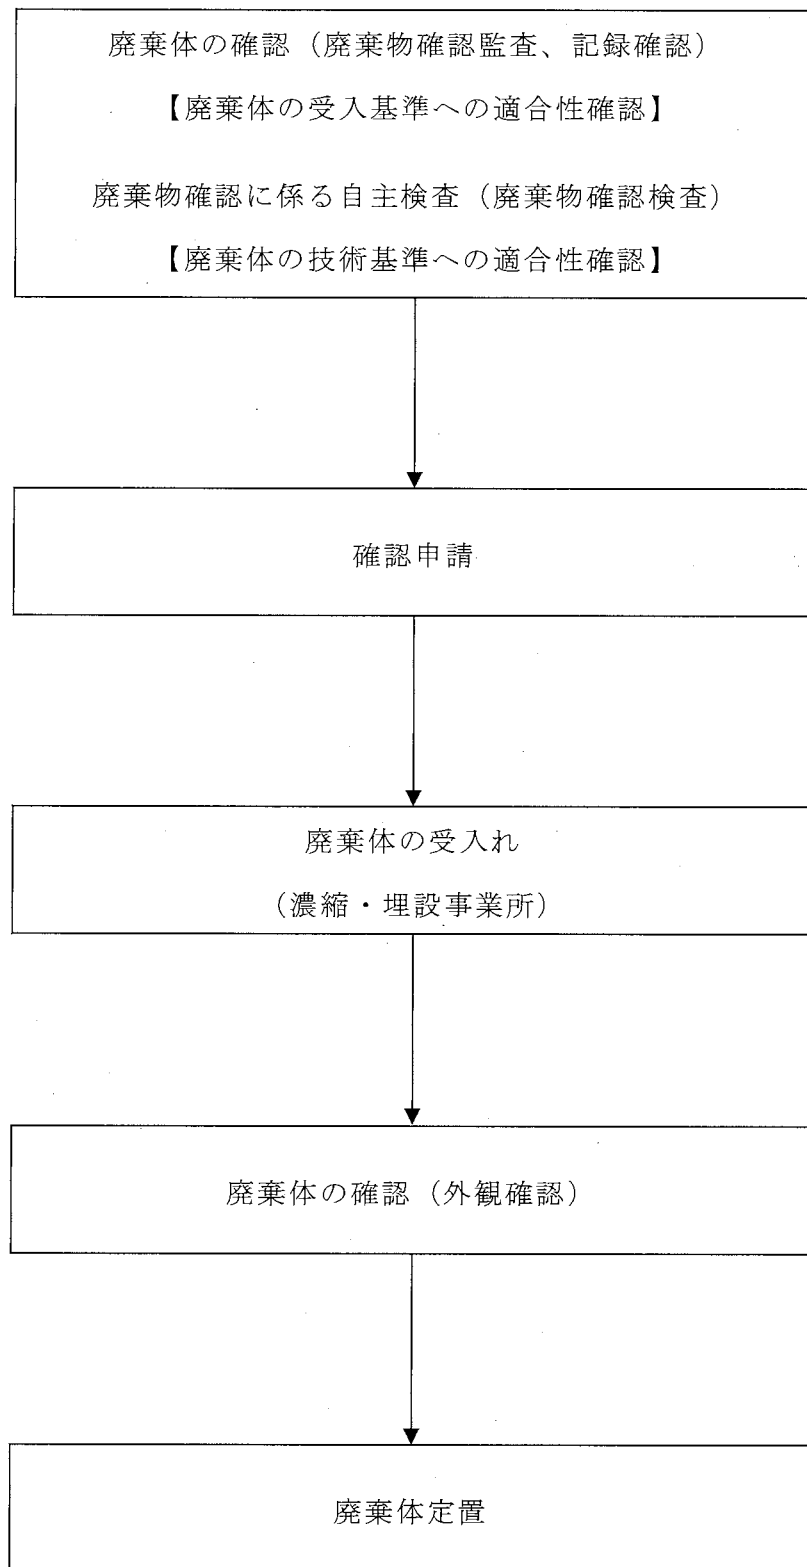 廃棄体の確認（廃棄物確認監査、記録確認）
【廃棄体の受入基準への適合性確認】
廃棄物確認に係る自主検査（廃棄物確認検査）
【廃棄体の技術基準への適合性確認】
確認申請
廃棄体の受入れ
（濃縮・埋設事業所）
廃棄体の確認（外観確認）
廃棄体定置